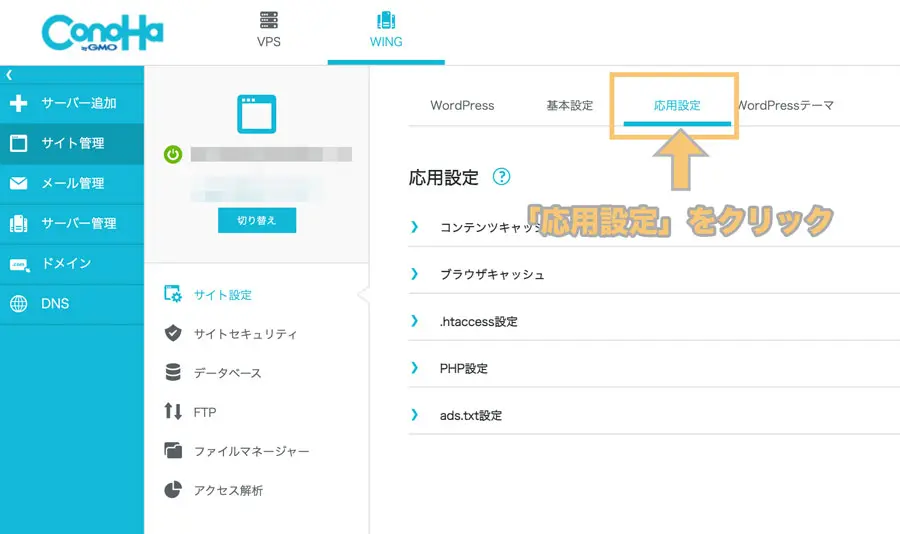 ConoHa
by GMO
VPS
WING
サーバー追加
サイト管理
メール管理
サーバー管理
ドメイン
DNS
切り替え
サイト設定
サイトセキュリティ
データベース
FTP
ファイルマネージャー
アクセス解析
WordPress
基本設定
応用設定
WordPressテーマ
応用設定 ?
「応用設定」をクリック
コンテンツキャッシュ
ブラウザキャッシュ
.htaccess設定
PHP設定
ads.txt設定